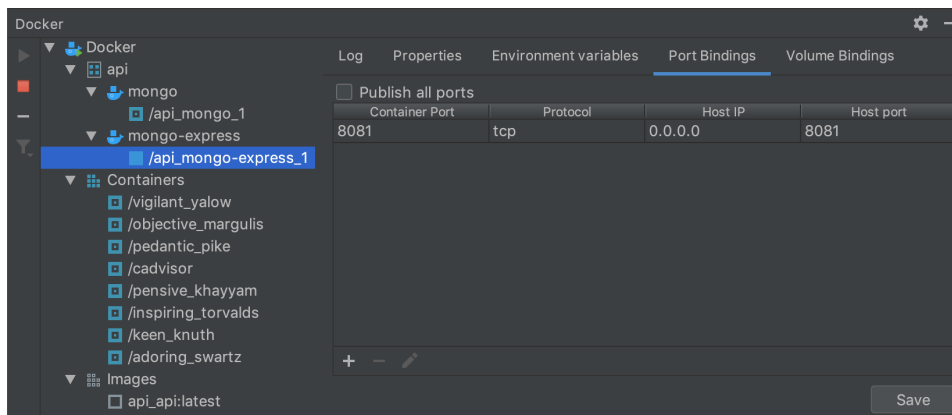 Docker
Docker
api
mongo
/api_mongo_1
mongo-express
/api_mongo-express_1
Containers
/vigilant_yalow
/objective_margulis
/pedantic_pike
/cadvisor
/pensive_khayyam
/inspiring_torvalds
/keen_knuth
/adoring_swartz
Images
api_api:latest
Log Properties Environment variables Port Bindings Volume Bindings
Publish all ports
Container Port Protocol Host IP Host port
8081 tcp 0.0.0.0 8081
Save